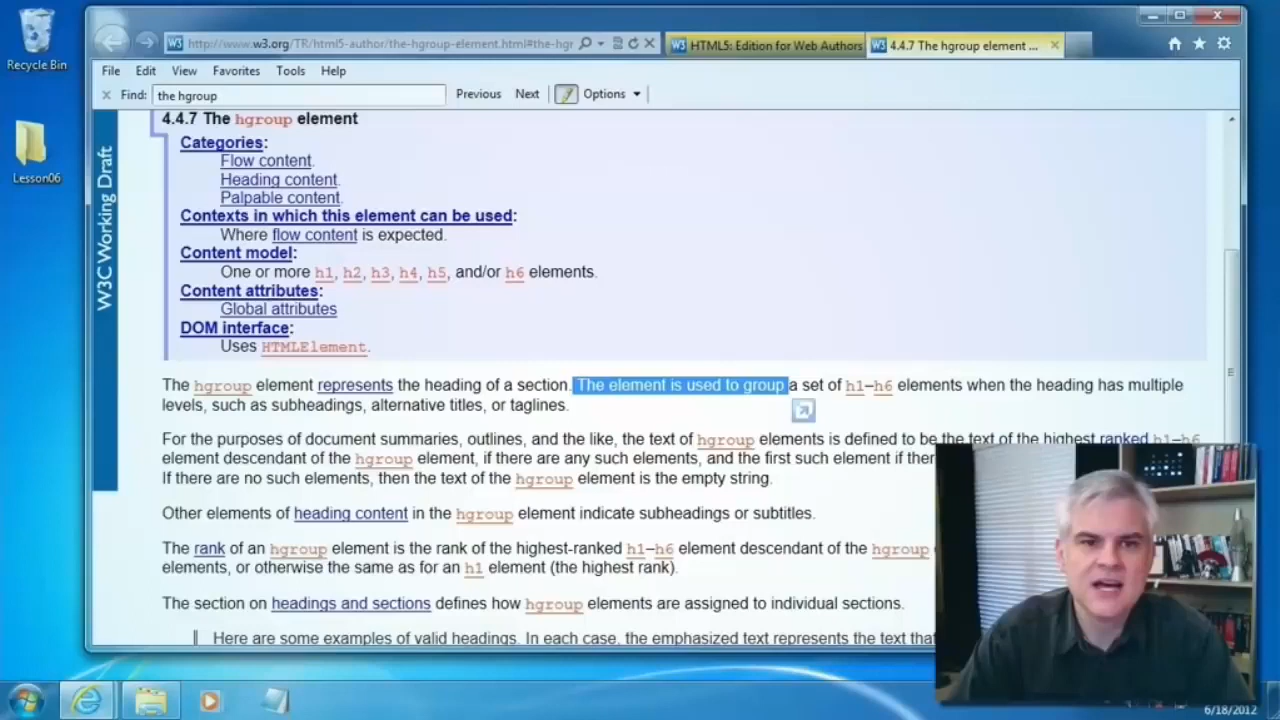 Recycle Bin
Lesson06
http://www.w3.org/TR/html5-author/the-hgroup-element.html#the-hgr
HTML5: Edition for Web Authors
4.4.7 The hgroup element ...
File Edit View Favorites Tools Help
Find: the hgroup Previous Next Options
W3C Working Draft
4.4.7 The hgroup element
Categories:
Flow content.
Heading content.
Palpable content.
Contexts in which this element can be used:
Where flow content is expected.
Content model:
One or more h1, h2, h3, h4, h5, and/or h6 elements.
Content attributes:
Global attributes
DOM interface:
Uses HTMLElement.
The hgroup element represents the heading of a section. The element is used to group a set of h1–h6 elements when the heading has multiple
levels, such as subheadings, alternative titles, or taglines.
For the purposes of document summaries, outlines, and the like, the text of hgroup elements is defined to be the text of the highest ranked h1–h6
element descendant of the hgroup element, if there are any such elements, and the first such element if ther
If there are no such elements, then the text of the hgroup element is the empty string.
Other elements of heading content in the hgroup element indicate subheadings or subtitles.
The rank of an hgroup element is the rank of the highest-ranked h1–h6 element descendant of the hgroup
elements, or otherwise the same as for an h1 element (the highest rank).
The section on headings and sections defines how hgroup elements are assigned to individual sections.
Here are some examples of valid headings. In each case, the emphasized text represents the text that
6/18/2012